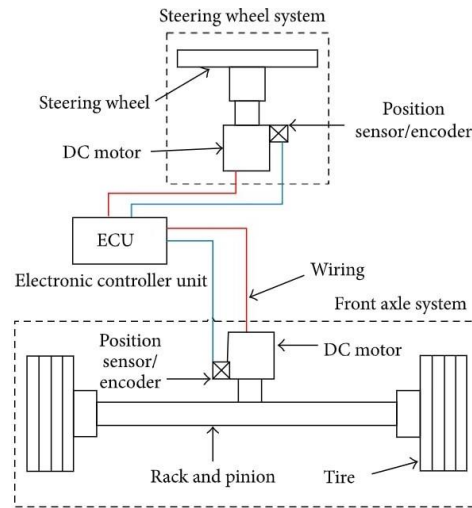 Steering wheel system
Steering wheel
Position
sensor/encoder
DC motor
ECU
Electronic controller unit
Wiring
Front axle system
Position
sensor/
encoder
DC motor
Rack and pinion
Tire